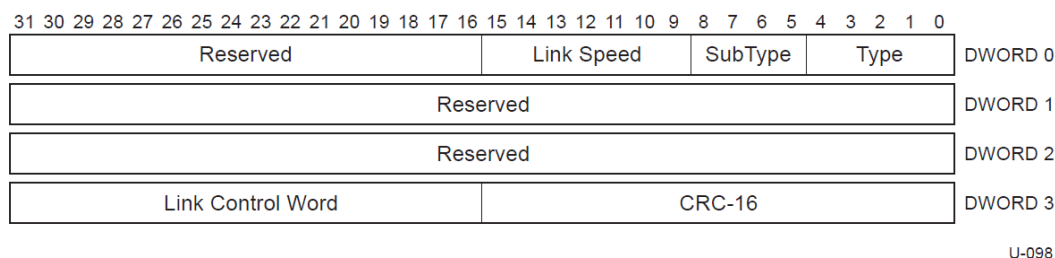 31 30 29 28 27 26 25 24 23 22 21 20 19 18 17 16 15 14 13 12 11 10 9 8 7 6 5 4 3 2 1 0
Reserved Link Speed SubType Type DWORD 0
Reserved DWORD 1
Reserved DWORD 2
Link Control Word CRC-16 DWORD 3
U-098